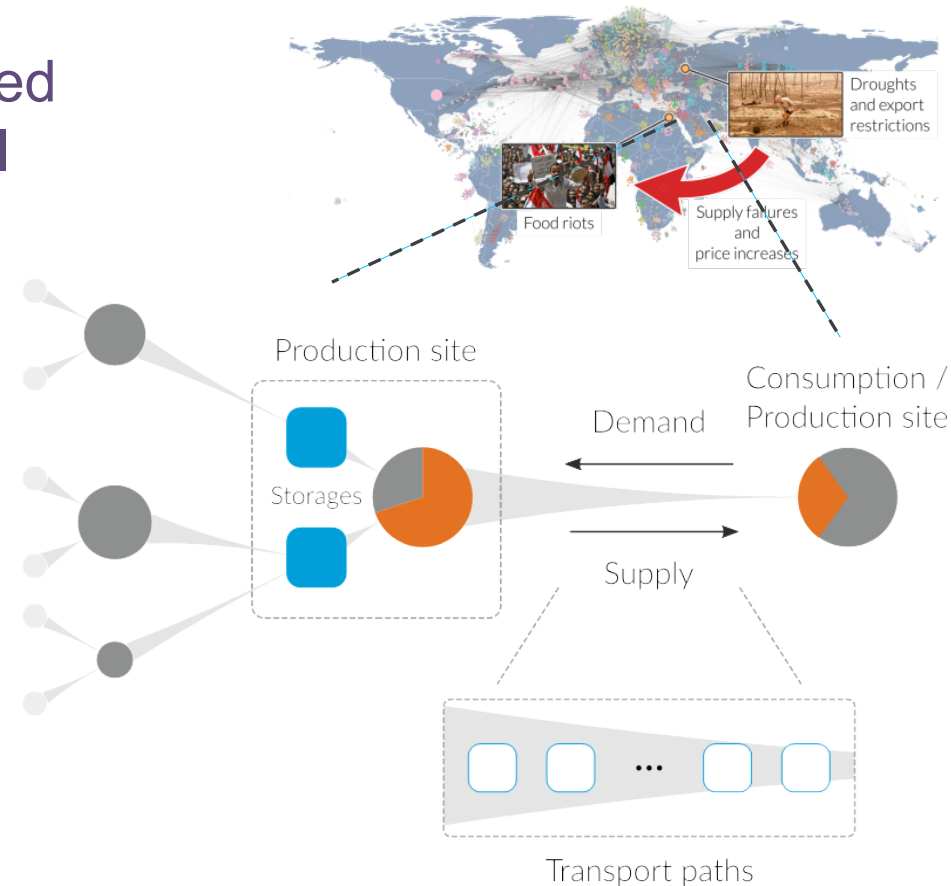 ed
Droughts
and export
restrictions
Food riots
Supply failures
and
price increases
Production site
Consumption /
Production site
Demand
Storages
Supply
...
Transport paths